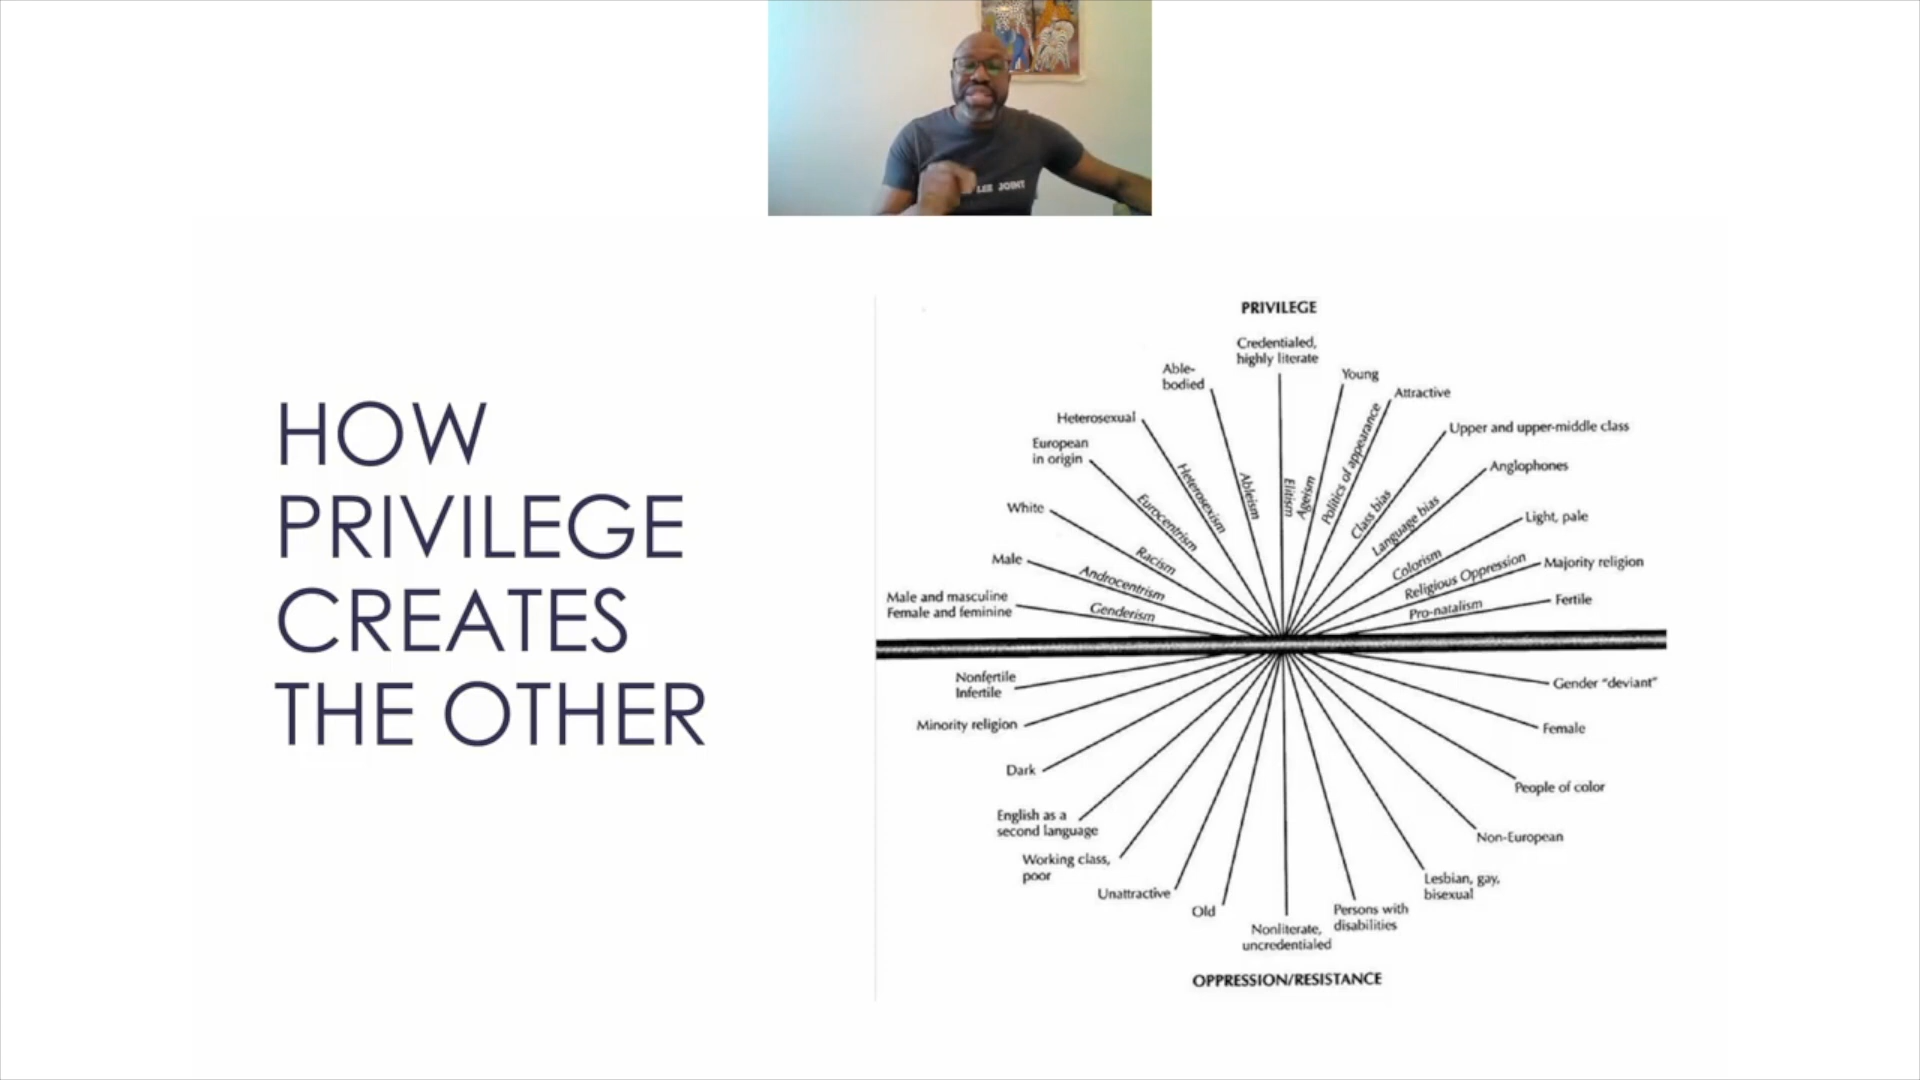 LEE JOINT
HOW
PRIVILEGE
CREATES
THE OTHER
PRIVILEGE
Credentialed,
highly literate
Able-
bodied
Young
Attractive
Heterosexual
Upper and upper-middle class
European
in origin
Anglophones
White
Light, pale
Male
Majority religion
Male and masculine
Female and feminine
Fertile
Genderism
Androcentrism
Racism
Eurocentrism
Heterosexism
Ableism
Elitism
Ageism
Politics of appearance
Class bias
Language bias
Colorism
Religious Oppression
Pro-natalism
Nonfertile
Infertile
Gender “deviant”
Minority religion
Female
Dark
People of color
English as a
second language
Non-European
Working class,
poor
Lesbian, gay,
bisexual
Unattractive
Old
Persons with
disabilities
Nonliterate,
uncredentialed
OPPRESSION/RESISTANCE